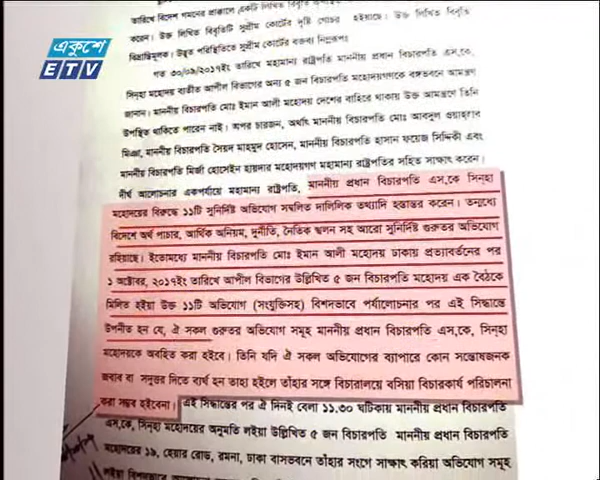 একুশে
ETV
তারিখে বিদেশ গমনের প্রাক্কালে একটি লিখিত বিবৃতি
করেন। উক্ত লিখিত বিবৃতিটি সুপ্রীম কোর্টের দৃষ্টি গোচর হইয়াছে। উক্ত লিখিত বিবৃতি
বিভ্রান্তিমূলক। উদ্ভূত পরিস্থিতিতে সুপ্রীম কোর্টের বক্তব্য নিম্নরূপঃ
গত ৩০/০৯/২০১৭ইং তারিখে মহামান্য রাষ্ট্রপতি মাননীয় প্রধান বিচারপতি এস,কে,
সিন্হা মহোদয় ব্যতীত আপীল বিভাগের অন্য ৫ জন বিচারপতি মহোদয়গণকে বঙ্গভবনে আমন্ত্রণ
জানান। মাননীয় বিচারপতি মোঃ ইমান আলী মহোদয় দেশের বাহিরে থাকায় উক্ত আমন্ত্রণে তিনি
উপস্থিত থাকিতে পারেন নাই। অপর চারজন, অর্থাৎ মাননীয় বিচারপতি মোঃ আবদুল ওয়াহ্হাব
মিঞা, মাননীয় বিচারপতি সৈয়দ মাহমুদ হোসেন, মাননীয় বিচারপতি হাসান ফয়েজ সিদ্দিকী এবং
মাননীয় বিচারপতি মির্জা হোসেইন হায়দার মহোদয়গণ মহামান্য রাষ্ট্রপতির সহিত সাক্ষাৎ করেন।
দীর্ঘ আলোচনার একপর্যায়ে মহামান্য রাষ্ট্রপতি, মাননীয় প্রধান বিচারপতি এস,কে সিন্হা
মহোদয়ের বিরুদ্ধে ১১টি সুনির্দিষ্ট অভিযোগ সম্বলিত দালিলিক তথ্যাদি হস্তান্তর করেন। তন্মধ্যে
বিদেশে অর্থ পাচার, আর্থিক অনিয়ম, দুর্নীতি, নৈতিক স্খলন সহ আরো সুনির্দিষ্ট গুরুতর অভিযোগ
রহিয়াছে। ইতোমধ্যে মাননীয় বিচারপতি মোঃ ইমান আলী মহোদয় ঢাকায় প্রত্যাবর্তনের পর
১ অক্টোবর, ২০১৭ইং তারিখে আপীল বিভাগের উল্লিখিত ৫ জন বিচারপতি মহোদয় এক বৈঠকে
মিলিত হইয়া উক্ত ১১টি অভিযোগ (সংযুক্তিসহ) বিশদভাবে পর্যালোচনার পর এই সিদ্ধান্তে
উপনীত হন যে, ঐ সকল গুরুতর অভিযোগ সমূহ মাননীয় প্রধান বিচারপতি এস,কে, সিন্হা
মহোদয়কে অবহিত করা হইবে। তিনি যদি ঐ সকল অভিযোগের ব্যাপারে কোন সন্তোষজনক
জবাব বা সদুত্তর দিতে ব্যর্থ হন তাহা হইলে তাঁহার সঙ্গে বিচারালয়ে বসিয়া বিচারকার্য পরিচালনা
করা সম্ভব হইবেনা। এই সিদ্ধান্তের পর ঐ দিনই বেলা ১১.৩০ ঘটিকায় মাননীয় প্রধান বিচারপতি
এস,কে, সিন্হা মহোদয়ের অনুমতি লইয়া উল্লিখিত ৫ জন বিচারপতি মাননীয় প্রধান বিচারপতি
মহোদয়ের ১৯, হেয়ার রোড, রমনা, ঢাকা বাসভবনে তাঁহার সংগে সাক্ষাৎ করিয়া অভিযোগ সমূহ
লইয়া বিশদভাবে